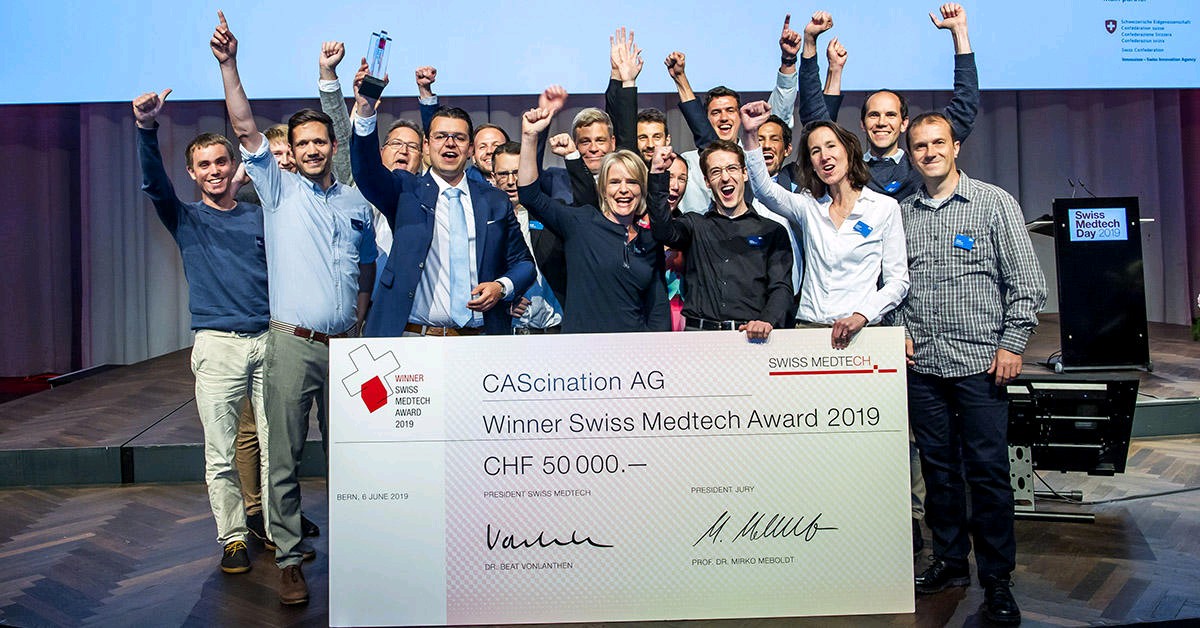 Main partner
Schweizerische Eidgenossenschaft
Confédération suisse
Confederazione Svizzera
Confederaziun svizra
Swiss Confederation
Innosuisse – Swiss Innovation Agency
Swiss
Medtech
Day 2019
WINNER
SWISS
MEDTECH
AWARD
2019
SWISS MEDTECH
CAScination AG
Winner Swiss Medtech Award 2019
CHF 50 000.—
BERN, 6 JUNE 2019
PRESIDENT SWISS MEDTECH
PRESIDENT JURY
DR. BEAT VONLANTHEN
PROF. DR. MIRKO MEBOLDT